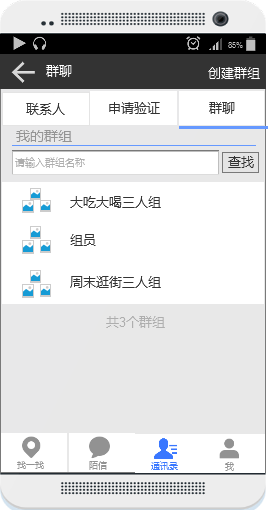 85%
群聊 创建群组
联系人 申请验证 群聊
我的群组
请输入群组名称 查找
大吃大喝三人组
组员
周末逛街三人组
共3个群组
找一找 陌信 通讯录 我